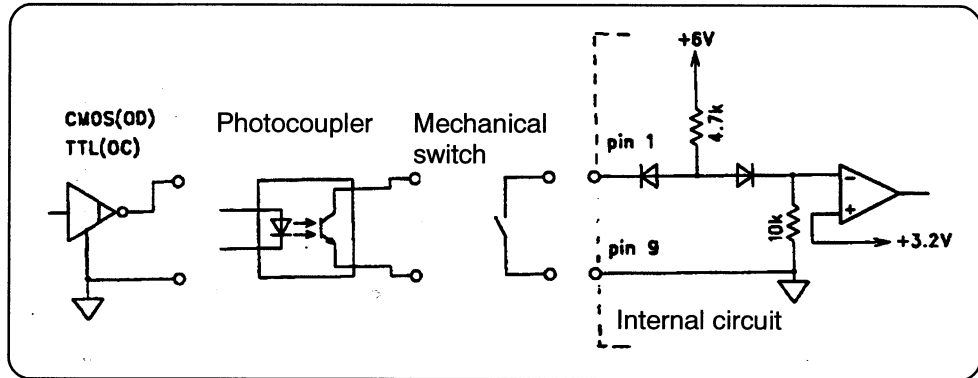 CMOS(OD)
TTL(OC)
Photocoupler
Mechanical
switch
+6V
4.7k
pin 1
10k
-
+
+3.2V
pin 9
Internal circuit